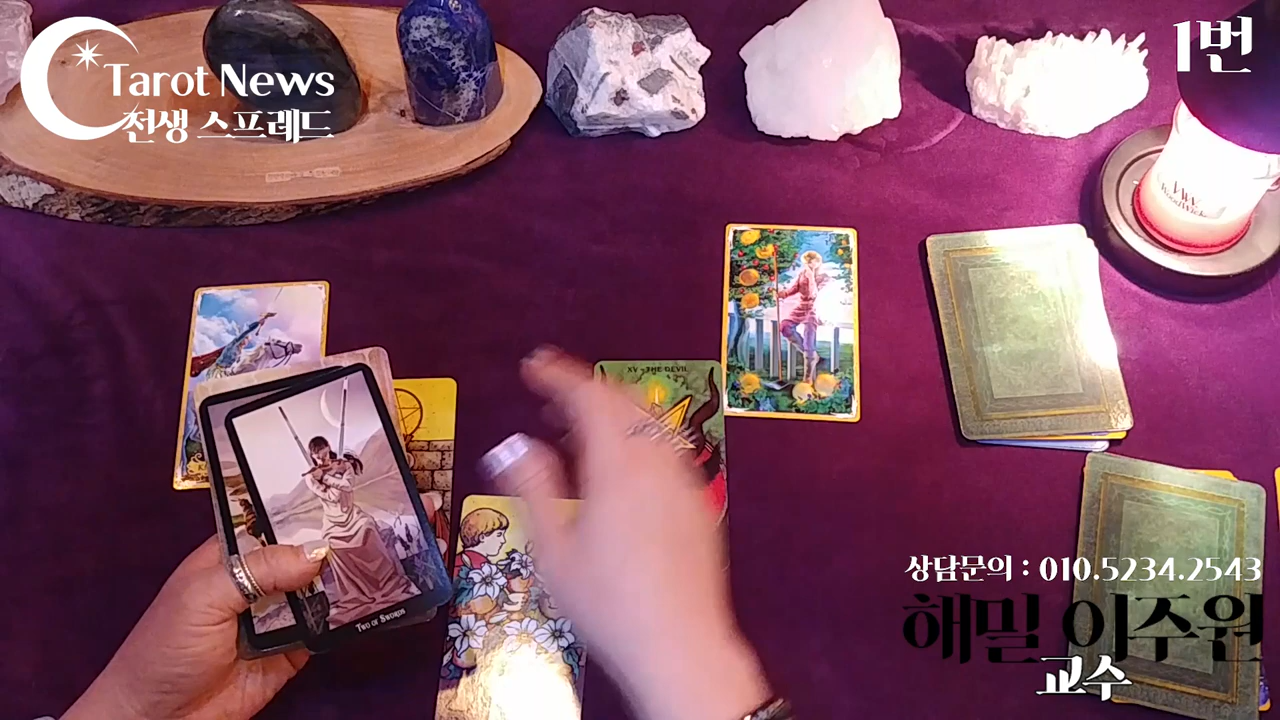 Tarot News
전생 스프레드
1번
XV - THE DEVIL
TWO OF SWORDS
WoodWick
상담문의 : 010.5234.2543
해밀 이주원
교수